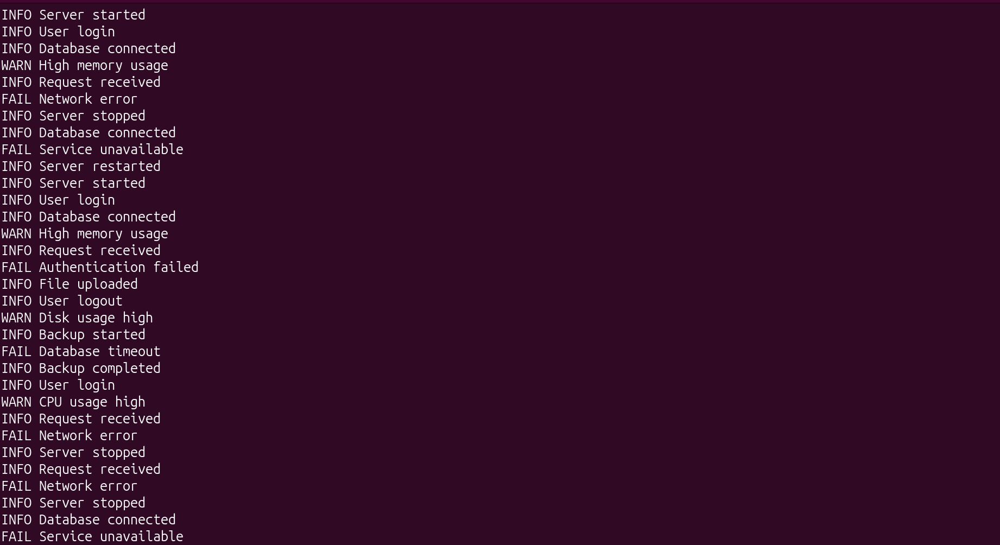 INFO Server started
INFO User login
INFO Database connected
WARN High memory usage
INFO Request received
FAIL Network error
INFO Server stopped
INFO Database connected
FAIL Service unavailable
INFO Server restarted
INFO Server started
INFO User login
INFO Database connected
WARN High memory usage
INFO Request received
FAIL Authentication failed
INFO File uploaded
INFO User logout
WARN Disk usage high
INFO Backup started
FAIL Database timeout
INFO Backup completed
INFO User login
WARN CPU usage high
INFO Request received
FAIL Network error
INFO Server stopped
INFO Request received
FAIL Network error
INFO Server stopped
INFO Database connected
FAIL Service unavailable